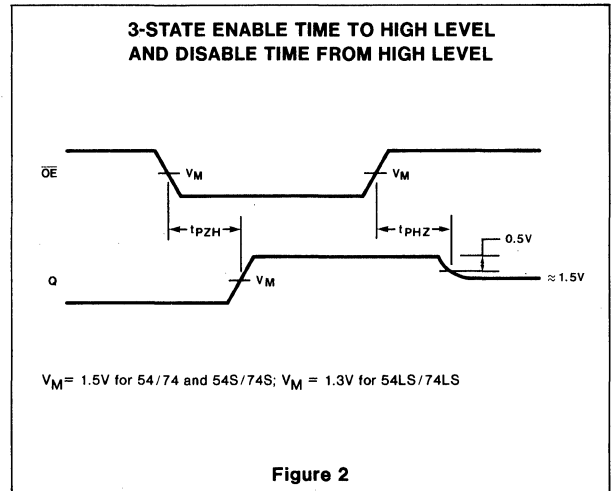 3-STATE ENABLE TIME TO HIGH LEVEL
AND DISABLE TIME FROM HIGH LEVEL
OE
VM
VM
tPZH
tPHZ
0.5V
Q
VM
≈ 1.5V
VM = 1.5V for 54/74 and 54S/74S; VM = 1.3V for 54LS/74LS
Figure 2